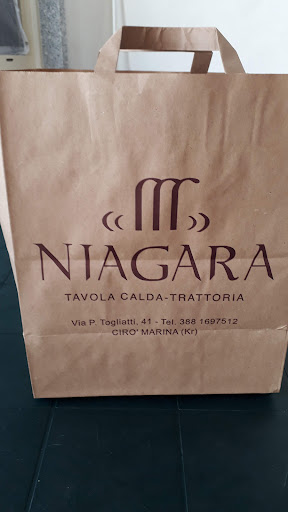 NIAGARA
TAVOLA CALDA-TRATTORIA
Via P. Togliatti, 41 - Tel. 388 1697512
CIRO' MARINA (Kr)